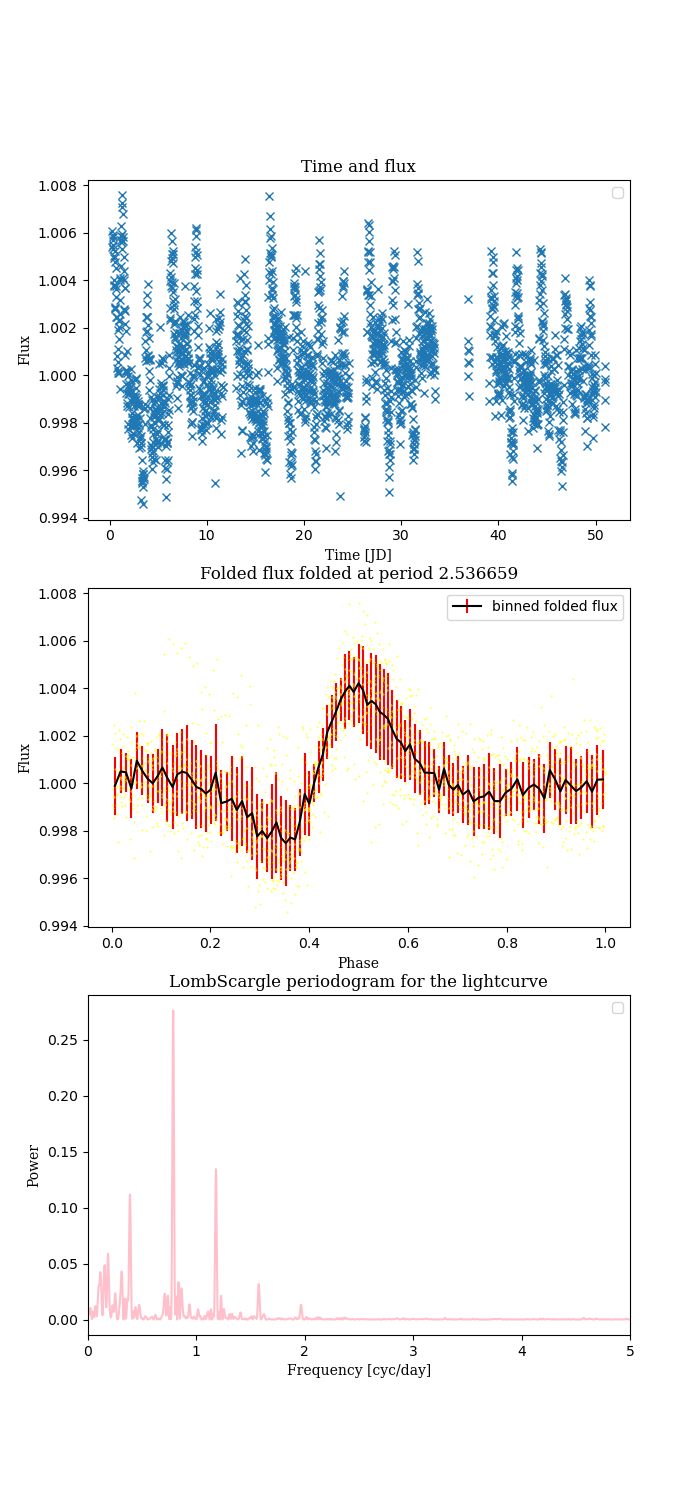 Time and flux
1.008
1.006
1.004
1.002
1.000
0.998
0.996
0.994
Flux
0 10 20 30 40 50
Time [JD]
Folded flux folded at period 2.536659
binned folded flux
1.008
1.006
1.004
1.002
1.000
0.998
0.996
0.994
Flux
0.0 0.2 0.4 0.6 0.8 1.0
Phase
LombScargle periodogram for the lightcurve
0.25
0.20
0.15
0.10
0.05
0.00
Power
0 1 2 3 4 5
Frequency [cyc/day]